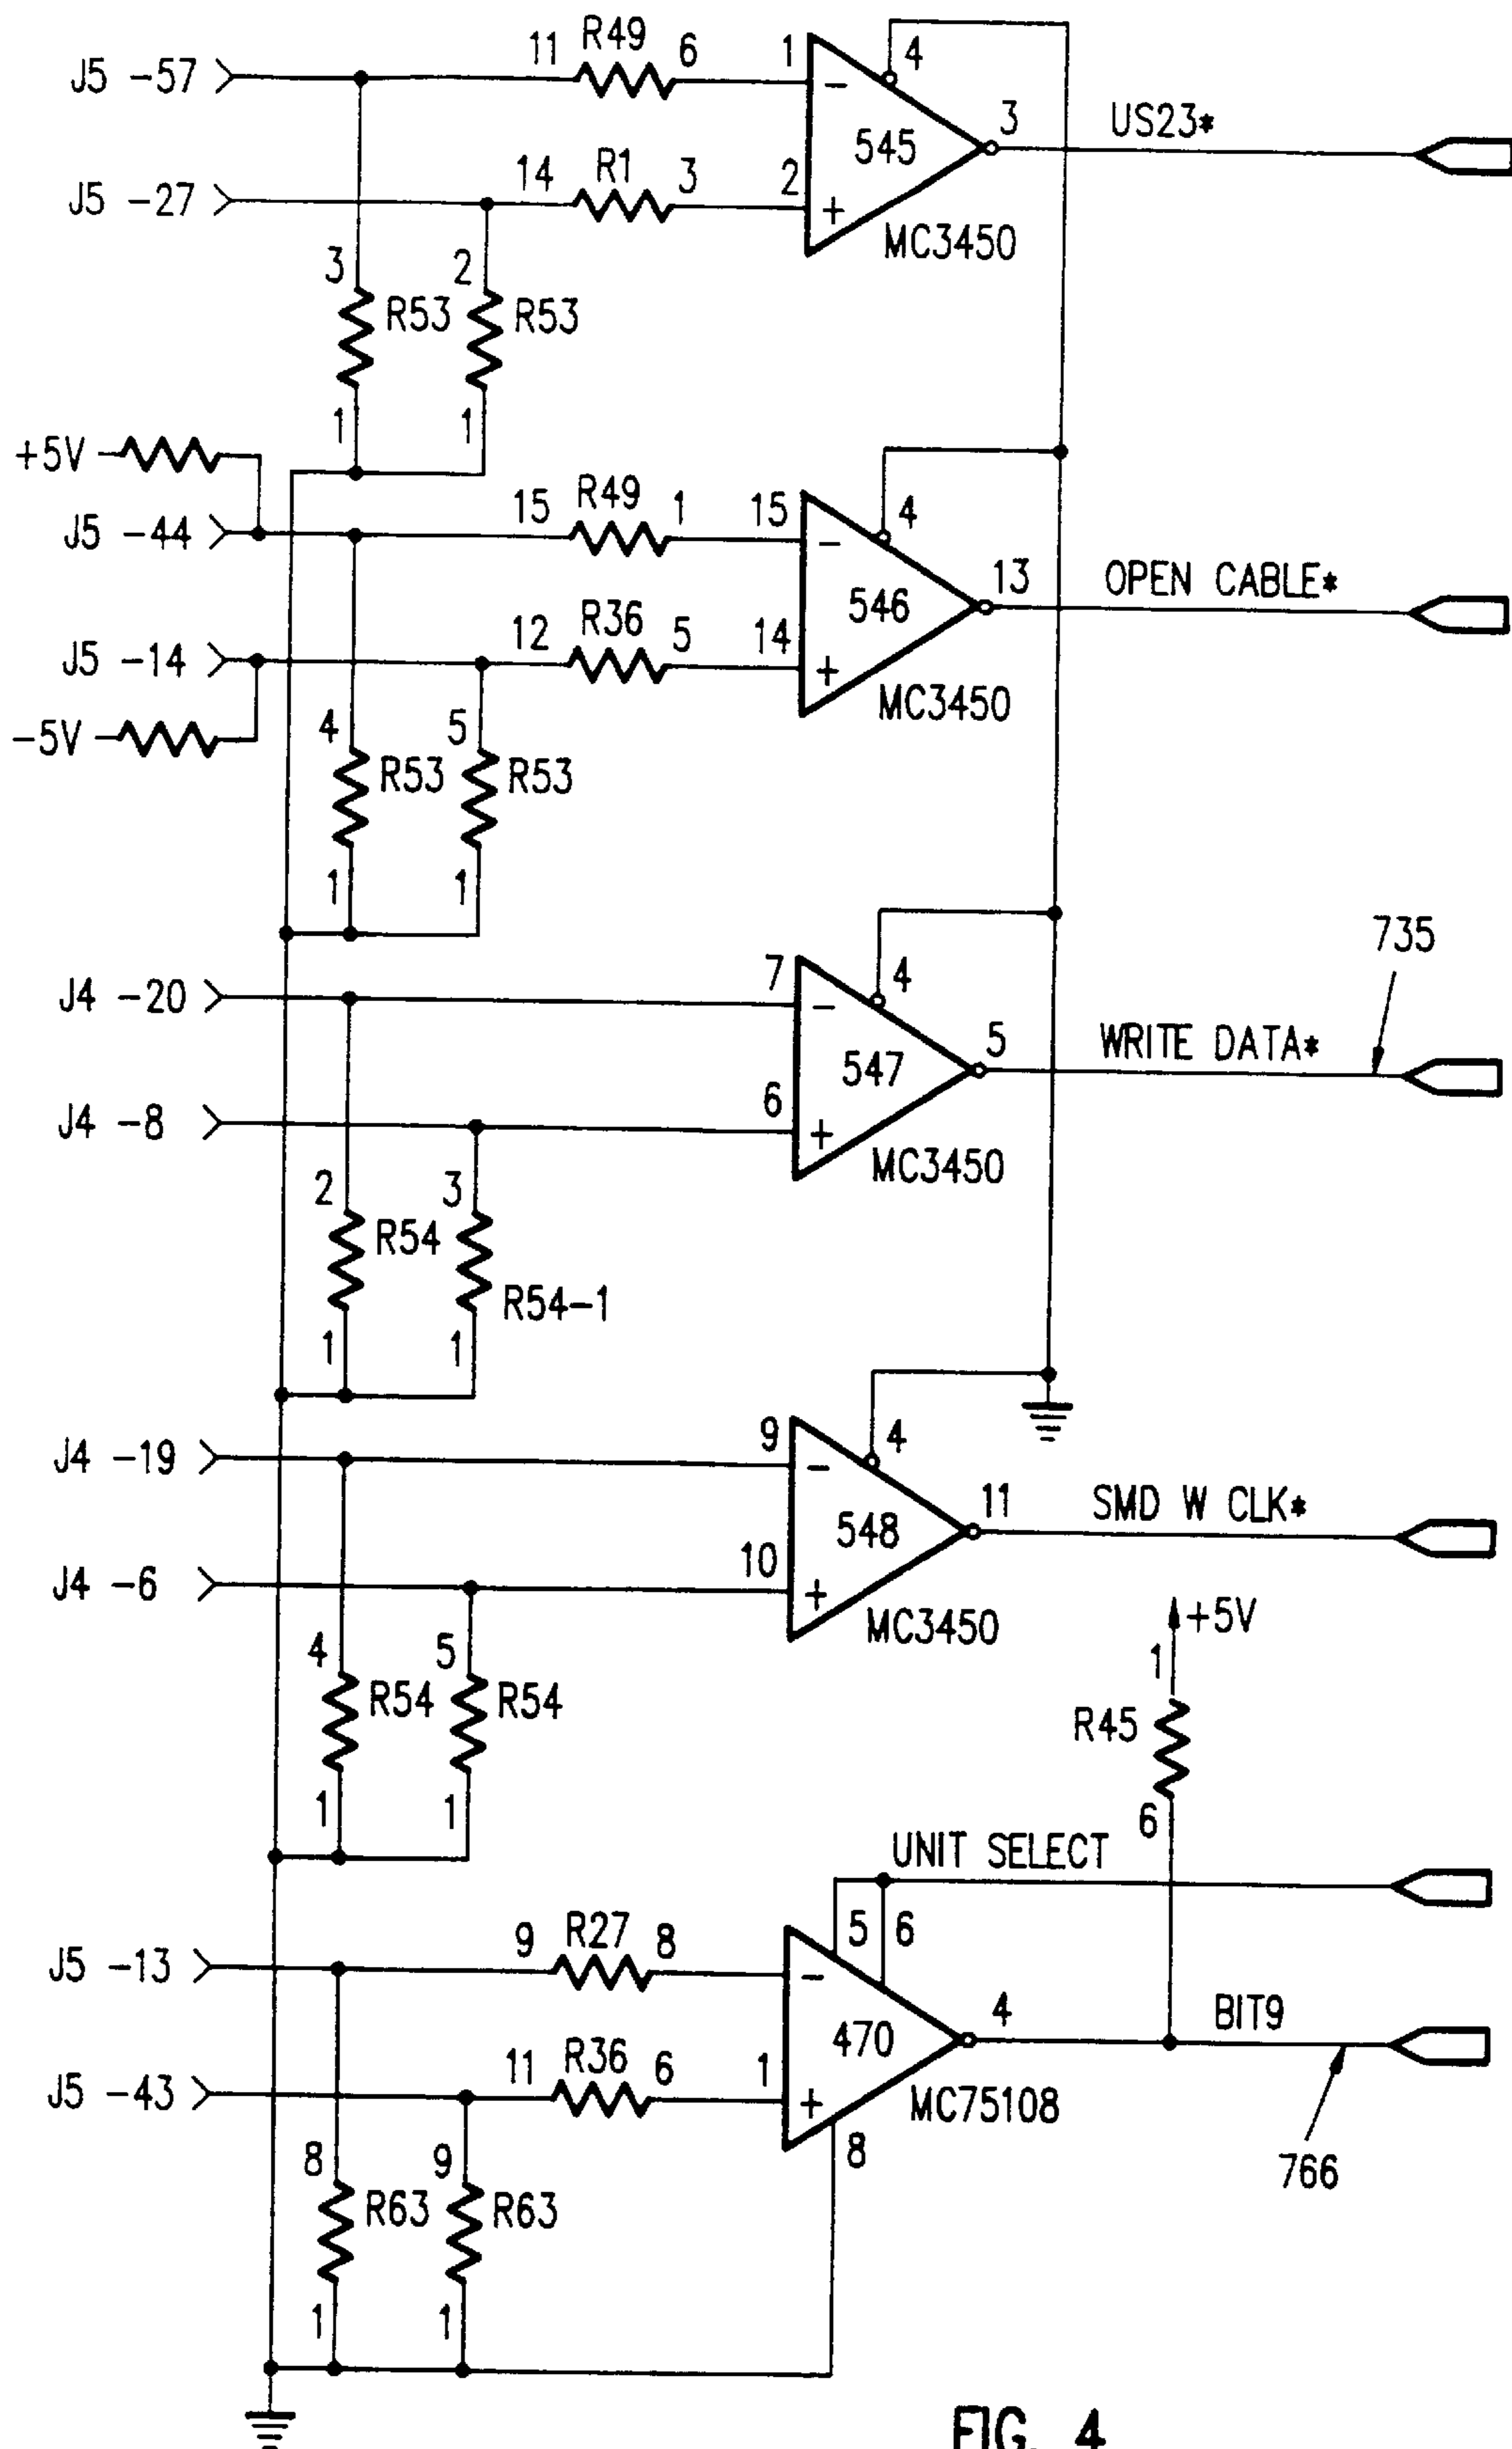 J5 -57 11 R49 6 1 - 4
545 3 US23*
J5 -27 14 R1 3 2 +
MC3450
3 R53 2 R53
1 1
+5V
J5 -44 15 R49 1 15 - 4
546 13 OPEN CABLE*
J5 -14 12 R36 5 14 +
MC3450
-5V
4 R53 5 R53
1 1
735
J4 -20 7 - 4
547 5 WRITE DATA*
J4 -8 6 +
MC3450
2 R54 3 R54-1
1 1
J4 -19 9 - 4
548 11 SMD W CLK*
J4 -6 10 +
MC3450
+5V
1
R45
6
4 R54 5 R54
1 1
UNIT SELECT
5 6
J5 -13 9 R27 8 -
470 4 BIT9
J5 -43 11 R36 6 1 +
MC75108
8
766
8 R63 9 R63
1 1
FIG. 4